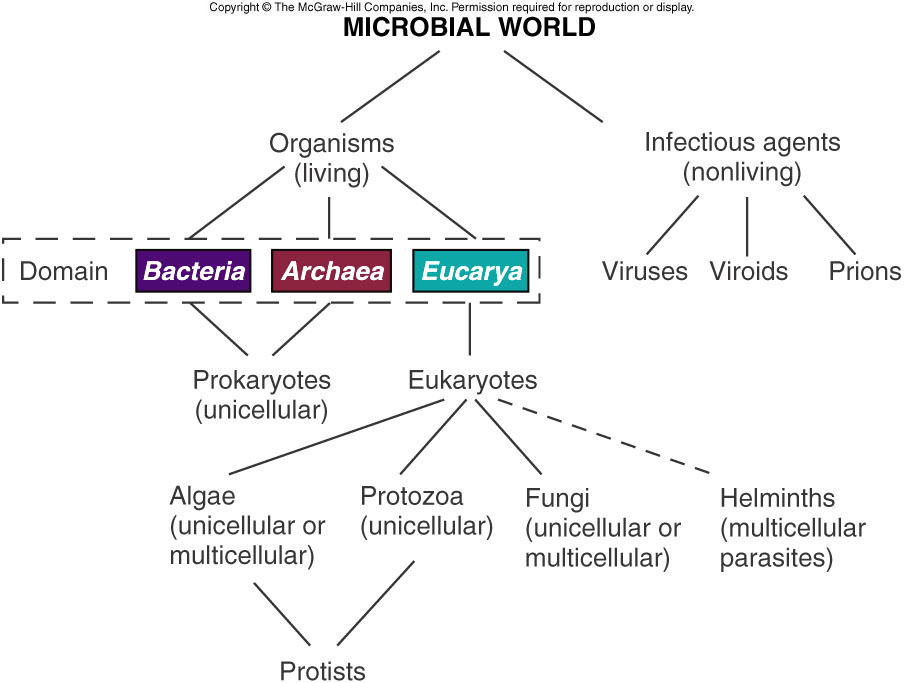 Copyright © The McGraw-Hill Companies, Inc. Permission required for reproduction or display.
MICROBIAL WORLD
Organisms
(living)
Infectious agents
(nonliving)
Domain
Bacteria
Archaea
Eucarya
Viruses
Viroids
Prions
Prokaryotes
(unicellular)
Eukaryotes
Algae
(unicellular or
multicellular)
Protozoa
(unicellular)
Fungi
(unicellular or
multicellular)
Helminths
(multicellular
parasites)
Protists